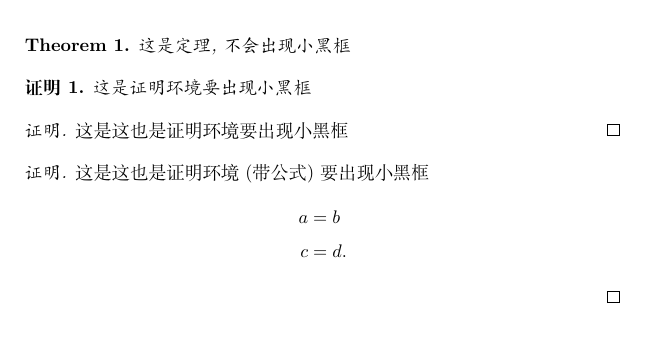 Theorem 1. 这是定理, 不会出现小黑框
证明 1. 这是证明环境要出现小黑框
证明. 这是这也是证明环境要出现小黑框 □
证明. 这是这也是证明环境 (带公式) 要出现小黑框
a = b
c = d.
□